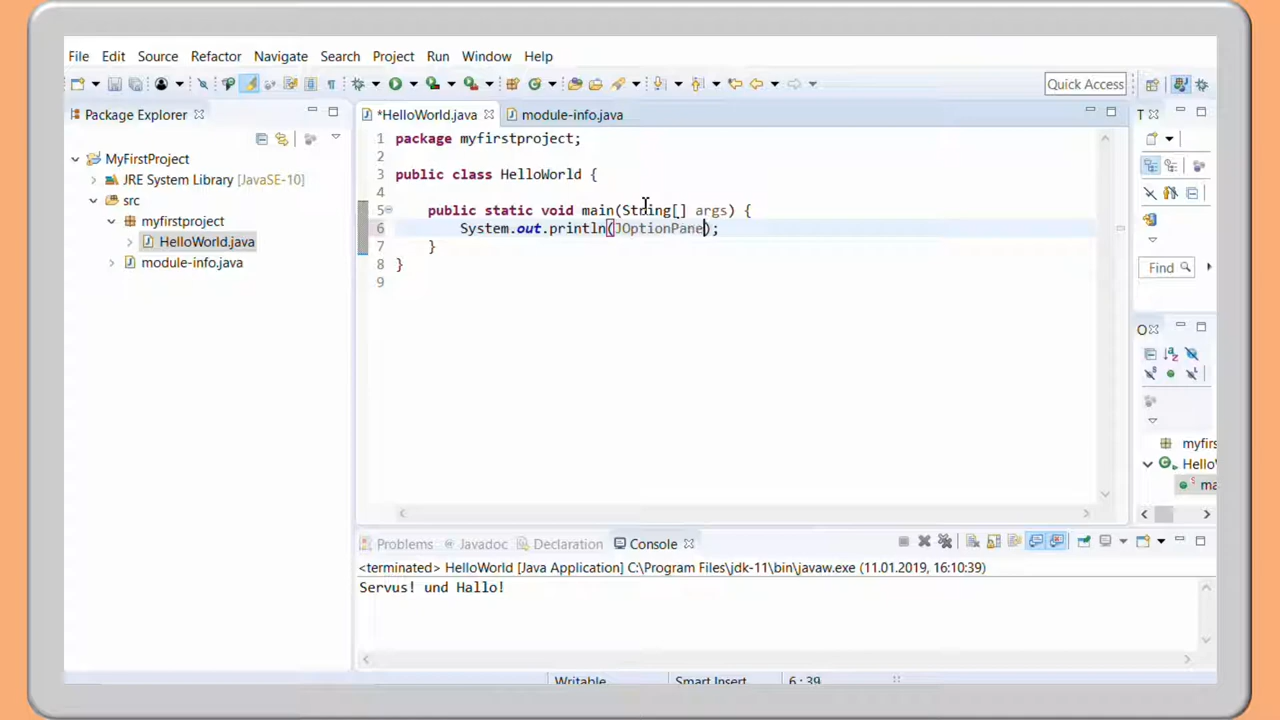 File Edit Source Refactor Navigate Search Project Run Window Help
Quick Access
Package Explorer
MyFirstProject
JRE System Library [JavaSE-10]
src
myfirstproject
HelloWorld.java
module-info.java
*HelloWorld.java module-info.java
1 package myfirstproject;
2
3 public class HelloWorld {
4
5 public static void main(String[] args) {
6 System.out.println(JOptionPane);
7 }
8 }
9
T
Find
O
myfirs
Hello
ma
Problems Javadoc Declaration Console
<terminated> HelloWorld [Java Application] C:\Program Files\jdk-11\bin\javaw.exe (11.01.2019, 16:10:39)
Servus! und Hallo!
Writable Smart Insert 6 : 39